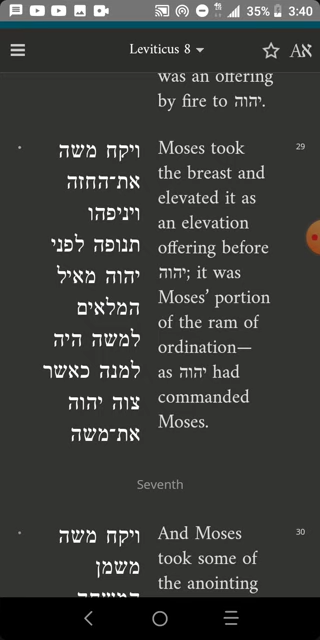 35% 3:40
Leviticus 8
Aא
was an offering
by fire to יהוה.
ויקח משה
את־החזה
ויניפהו
תנופה לפני
יהוה מאיל
המלאים
למשה היה
למנה כאשר
צוה יהוה
את־משה
Moses took
the breast and
elevated it as
an elevation
offering before
יהוה; it was
Moses’ portion
of the ram of
ordination—
as יהוה had
commanded
Moses.
29
Seventh
ויקח משה
משמן
המשחה
And Moses
took some of
the anointing
30